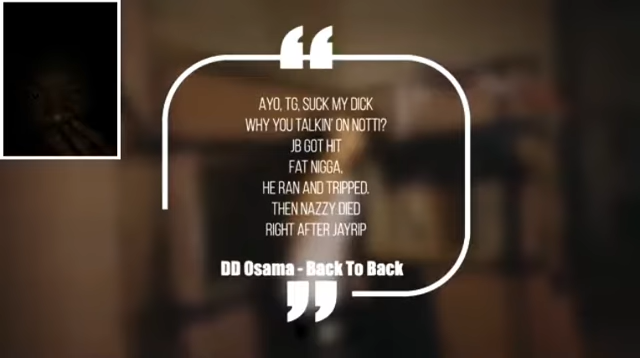 AYO, TG, SUCK MY DICK
WHY YOU TALKIN' ON NOTTI?
JB GOT HIT
FAT NIGGA,
HE RAN AND TRIPPED.
THEN NAZZY DIED
RIGHT AFTER JAYRIP
DD Osama - Back To Back